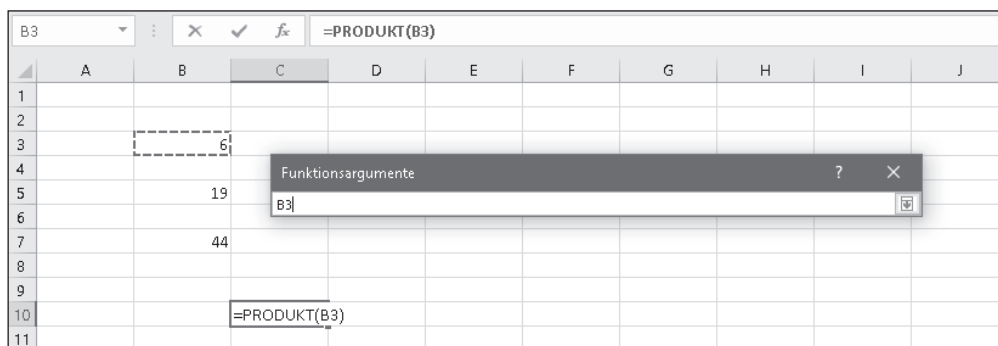 B3 fx =PRODUKT(B3)
A B C D E F G H I J
1
2
3 6
4
Funktionsargumente ? ×
5 19
B3
6
7 44
8
9
10 =PRODUKT(B3)
11